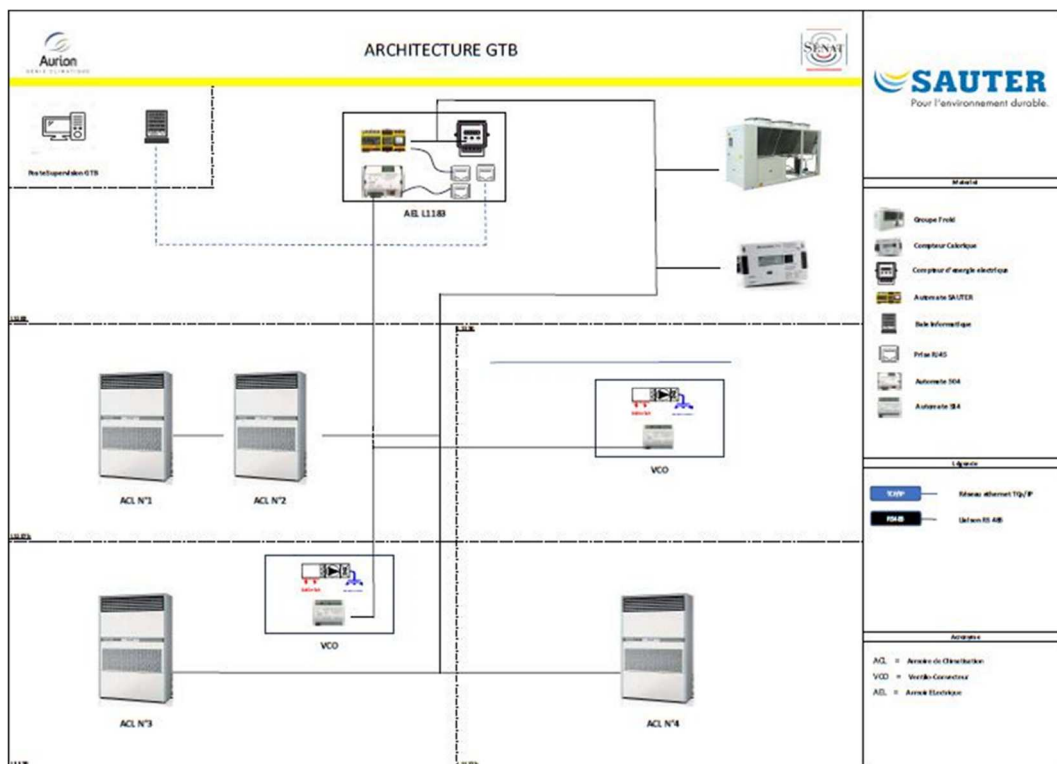 Aurion
GÉNIE CLIMATIQUE
ARCHITECTURE GTB
SÉNAT
SAUTER
Pour l'environnement durable.
Poste Supervision GTB
AEL L1183
Matériel
Groupe Froid
Compteur Calorique
Compteur d'energie electrique
Automate SAUTER
Baie Informatique
Prise RJ45
Automate 504
ACL N°1
ACL N°2
VCO
Légende
TCP/IP
Réseau ethernet TCP/IP
RS485
Liaison RS 485
VCO
ACL N°3
ACL N°4
Acronyme
ACL = Armoire de Climatisation
VCO = Ventilo-Convecteur
AEL = Armoir Electrique